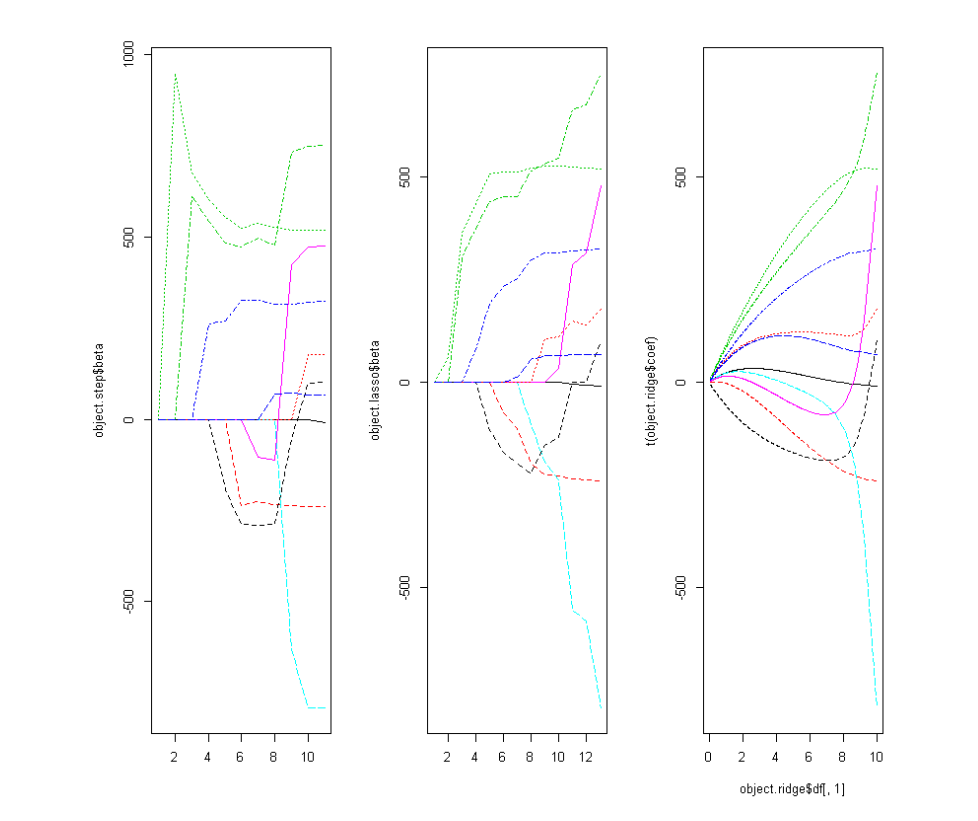 object.step$beta
1000
500
0
-500
2 4 6 8 10
object.lasso$beta
500
0
-500
2 4 6 8 10 12
t(object.ridge$coef)
500
0
-500
0 2 4 6 8 10
object.ridge$df[, 1]